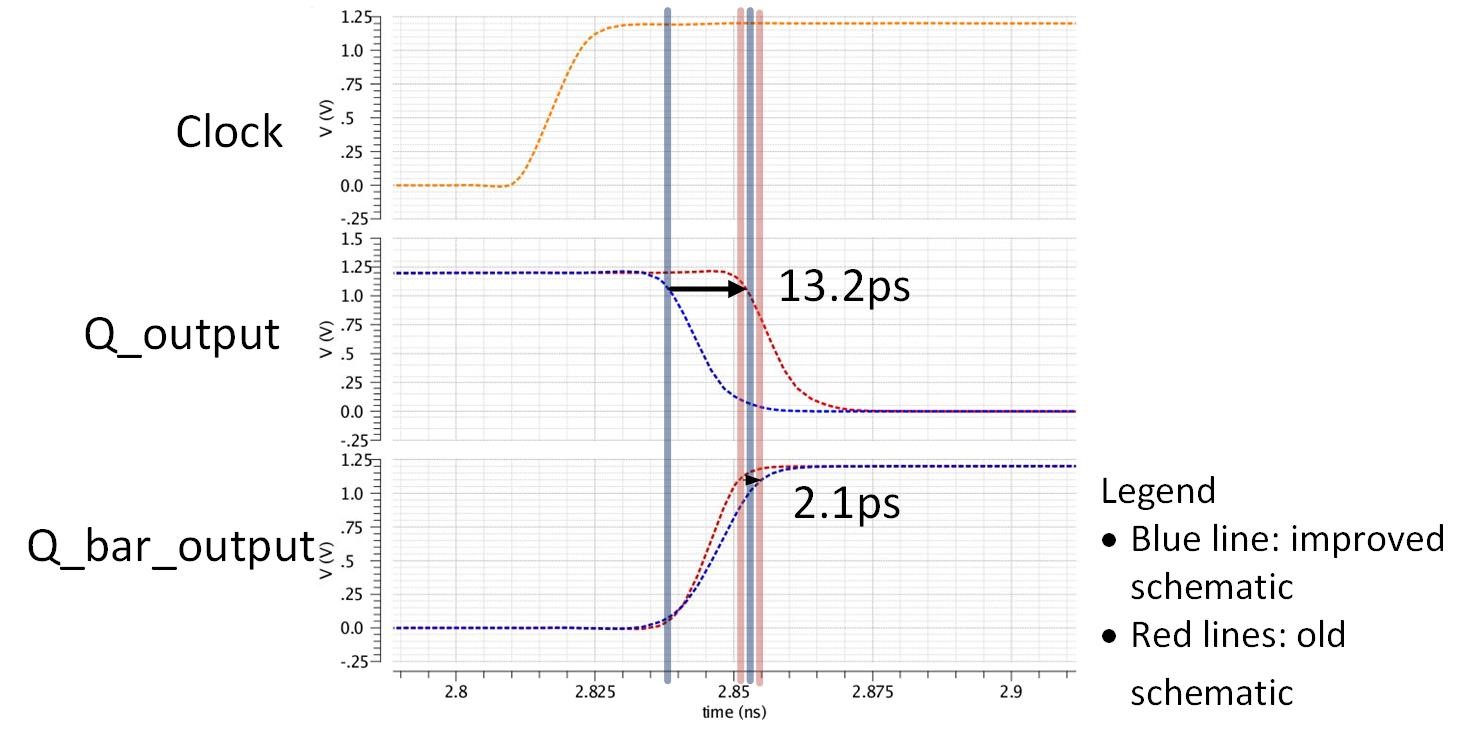 1.25
1.0
.75
.5
.25
0.0
-.25
V (V)
Clock
1.5
1.25
1.0
.75
.5
.25
0.0
-.25
V (V)
Q_output
13.2ps
1.25
1.0
.75
.5
.25
0.0
-.25
V (V)
Q_bar_output
2.1ps
2.8 2.825 2.85 2.875 2.9
time (ns)
Legend
• Blue line: improved
schematic
• Red lines: old
schematic